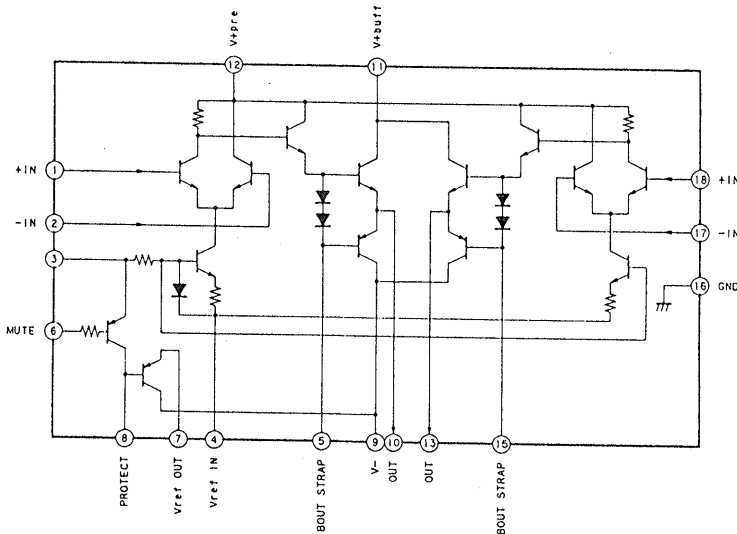 V+pre
V+buff
12
11
+IN 1
18 +IN
-IN 2
17 -IN
3
16 GND
MUTE 6
8 7 4 5 9 10 13 15
PROTECT
Vref OUT
Vref IN
BOUT STRAP
V-
OUT
OUT
BOUT STRAP